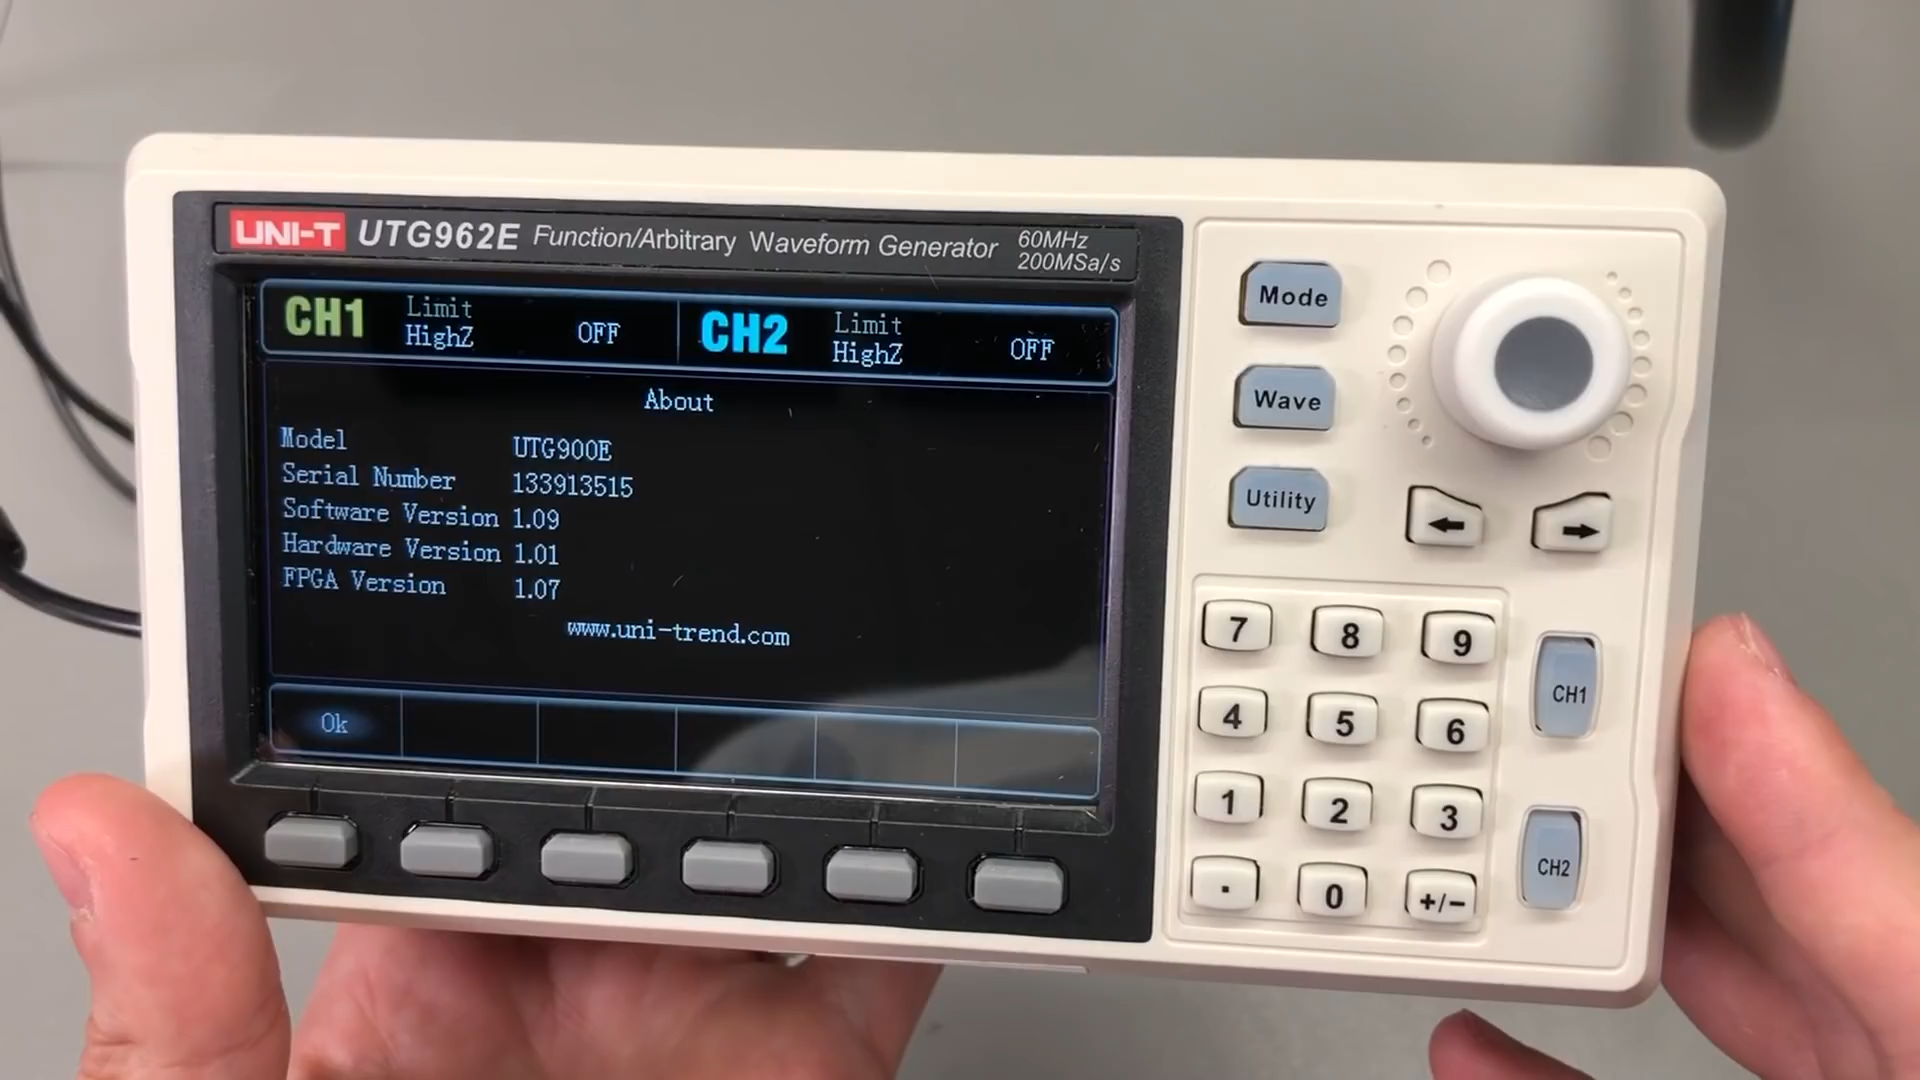 UNI-T UTG962E Function/Arbitrary Waveform Generator 60MHz
200MSa/s
CH1 Limit
HighZ OFF
CH2 Limit
HighZ OFF
About
Model UTG900E
Serial Number 133913515
Software Version 1.09
Hardware Version 1.01
FPGA Version 1.07
www.uni-trend.com
Ok
Mode
Wave
Utility
7 8 9
4 5 6
1 2 3
. 0 +/-
CH1
CH2